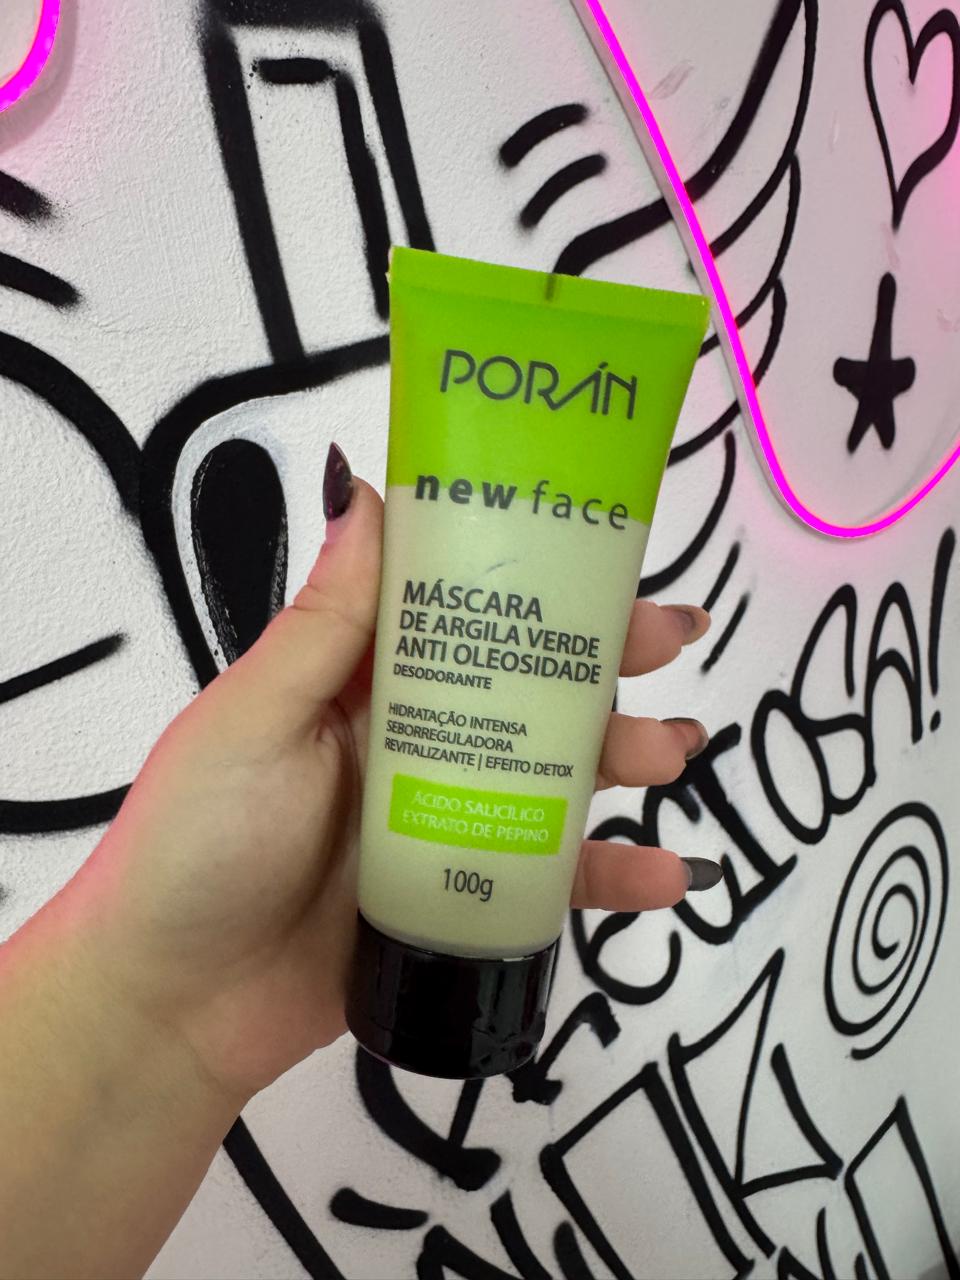 PORÁN
new face
MÁSCARA
DE ARGILA VERDE
ANTI OLEOSIDADE
DESODORANTE
HIDRATAÇÃO INTENSA
SEBORREGULADORA
REVITALIZANTE | EFEITO DETOX
ÁCIDO SALICÍLICO
EXTRATO DE PEPINO
100g